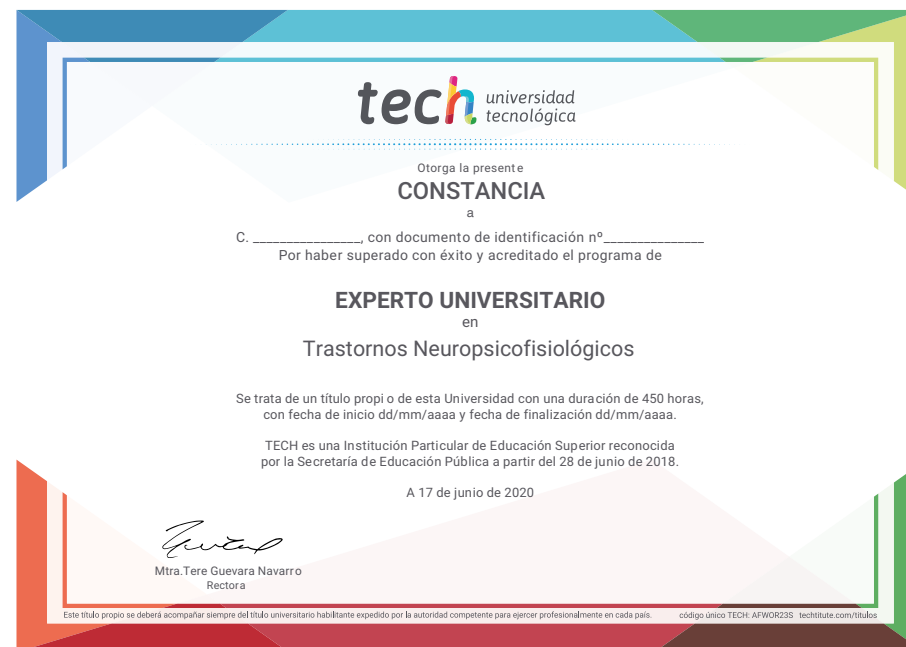 tech universidad
tecnológica
Otorga la presente
CONSTANCIA
a
C. ________________, con documento de identificación nº_______________
Por haber superado con éxito y acreditado el programa de
EXPERTO UNIVERSITARIO
en
Trastornos Neuropsicofisiológicos
Se trata de un título propi o de esta Universidad con una duración de 450 horas,
con fecha de inicio dd/mm/aaaa y fecha de finalización dd/mm/aaaa.
TECH es una Institución Particular de Educación Superior reconocida
por la Secretaría de Educación Pública a partir del 28 de junio de 2018.
A 17 de junio de 2020
Mtra.Tere Guevara Navarro
Rectora
Este título propio se deberá acompañar siempre del título universitario habilitante expedido por la autoridad competente para ejercer profesionalmente en cada país. código único TECH: AFWOR23S techtitute.com/titulos